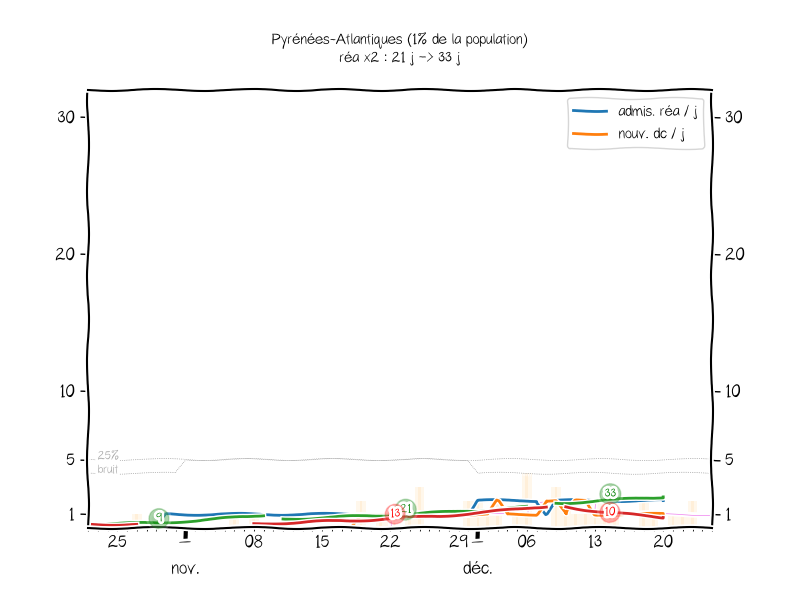 Pyrénées-Atlantiques (1% de la population)
réa x2 : 21 j -> 33 j
admis. réa / j
nouv. dc / j
30 30
20 20
10 10
5 5
1 1
25%
bruit
9 13 21 33 10
25 1 08 15 22 29 1 06 13 20
nov. déc.